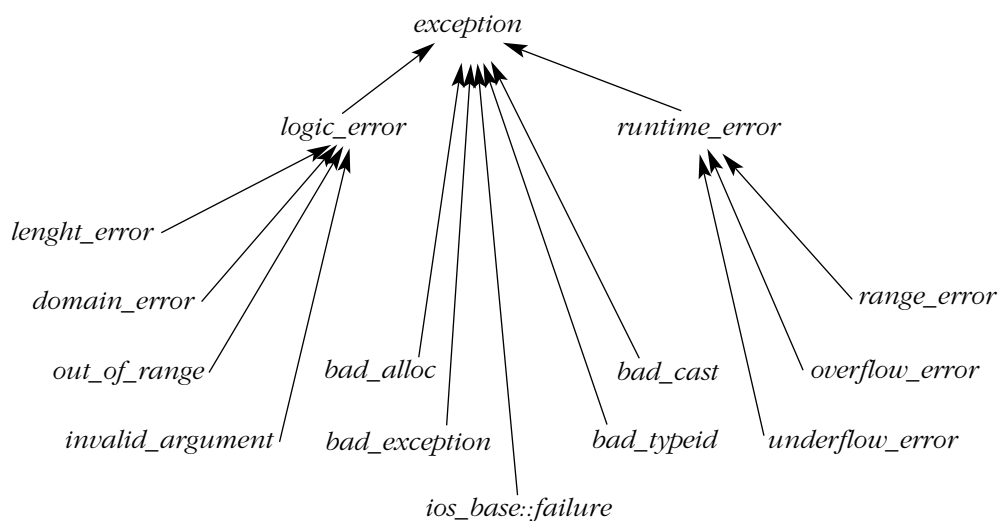 exception
logic_error
runtime_error
lenght_error
domain_error
range_error
out_of_range
bad_alloc
bad_cast
overflow_error
invalid_argument
bad_exception
bad_typeid
underflow_error
ios_base::failure